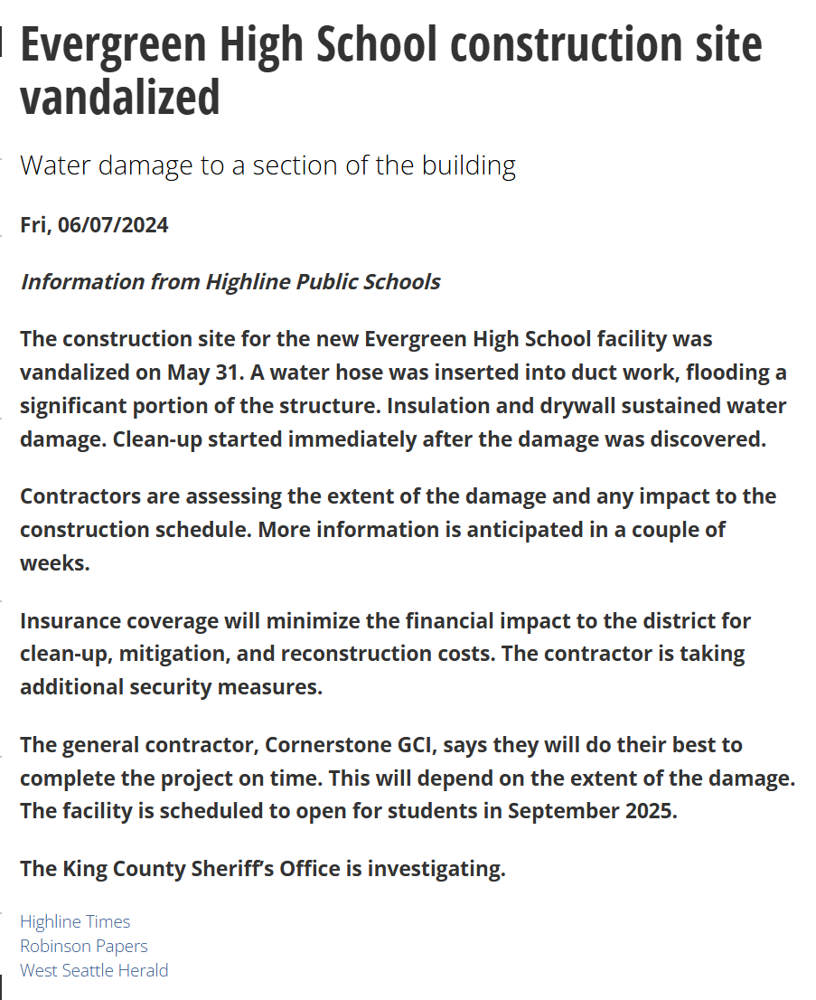 Evergreen High School construction site
vandalized
Water damage to a section of the building
Fri, 06/07/2024
Information from Highline Public Schools
The construction site for the new Evergreen High School facility was
vandalized on May 31. A water hose was inserted into duct work, flooding a
significant portion of the structure. Insulation and drywall sustained water
damage. Clean-up started immediately after the damage was discovered.
Contractors are assessing the extent of the damage and any impact to the
construction schedule. More information is anticipated in a couple of
weeks.
Insurance coverage will minimize the financial impact to the district for
clean-up, mitigation, and reconstruction costs. The contractor is taking
additional security measures.
The general contractor, Cornerstone GCI, says they will do their best to
complete the project on time. This will depend on the extent of the damage.
The facility is scheduled to open for students in September 2025.
The King County Sheriff’s Office is investigating.
Highline Times
Robinson Papers
West Seattle Herald